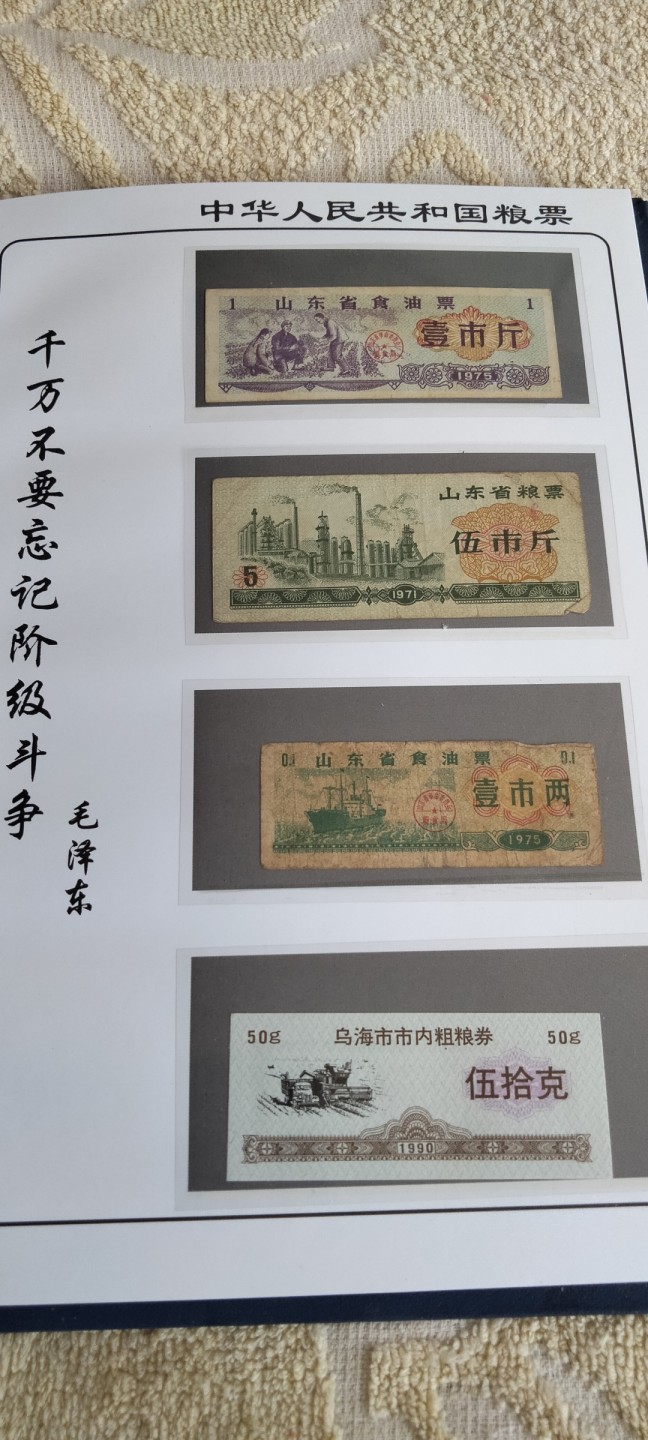 中华人民共和国粮票
千万不要忘记阶级斗争
毛泽东
1 山东省食油票 1
壹市斤
1975
山东省粮票
伍市斤
5
1971
0.1 山东省食油票 0.1
壹市两
1975
50g 乌海市市内粗粮券 50g
伍拾克
1990